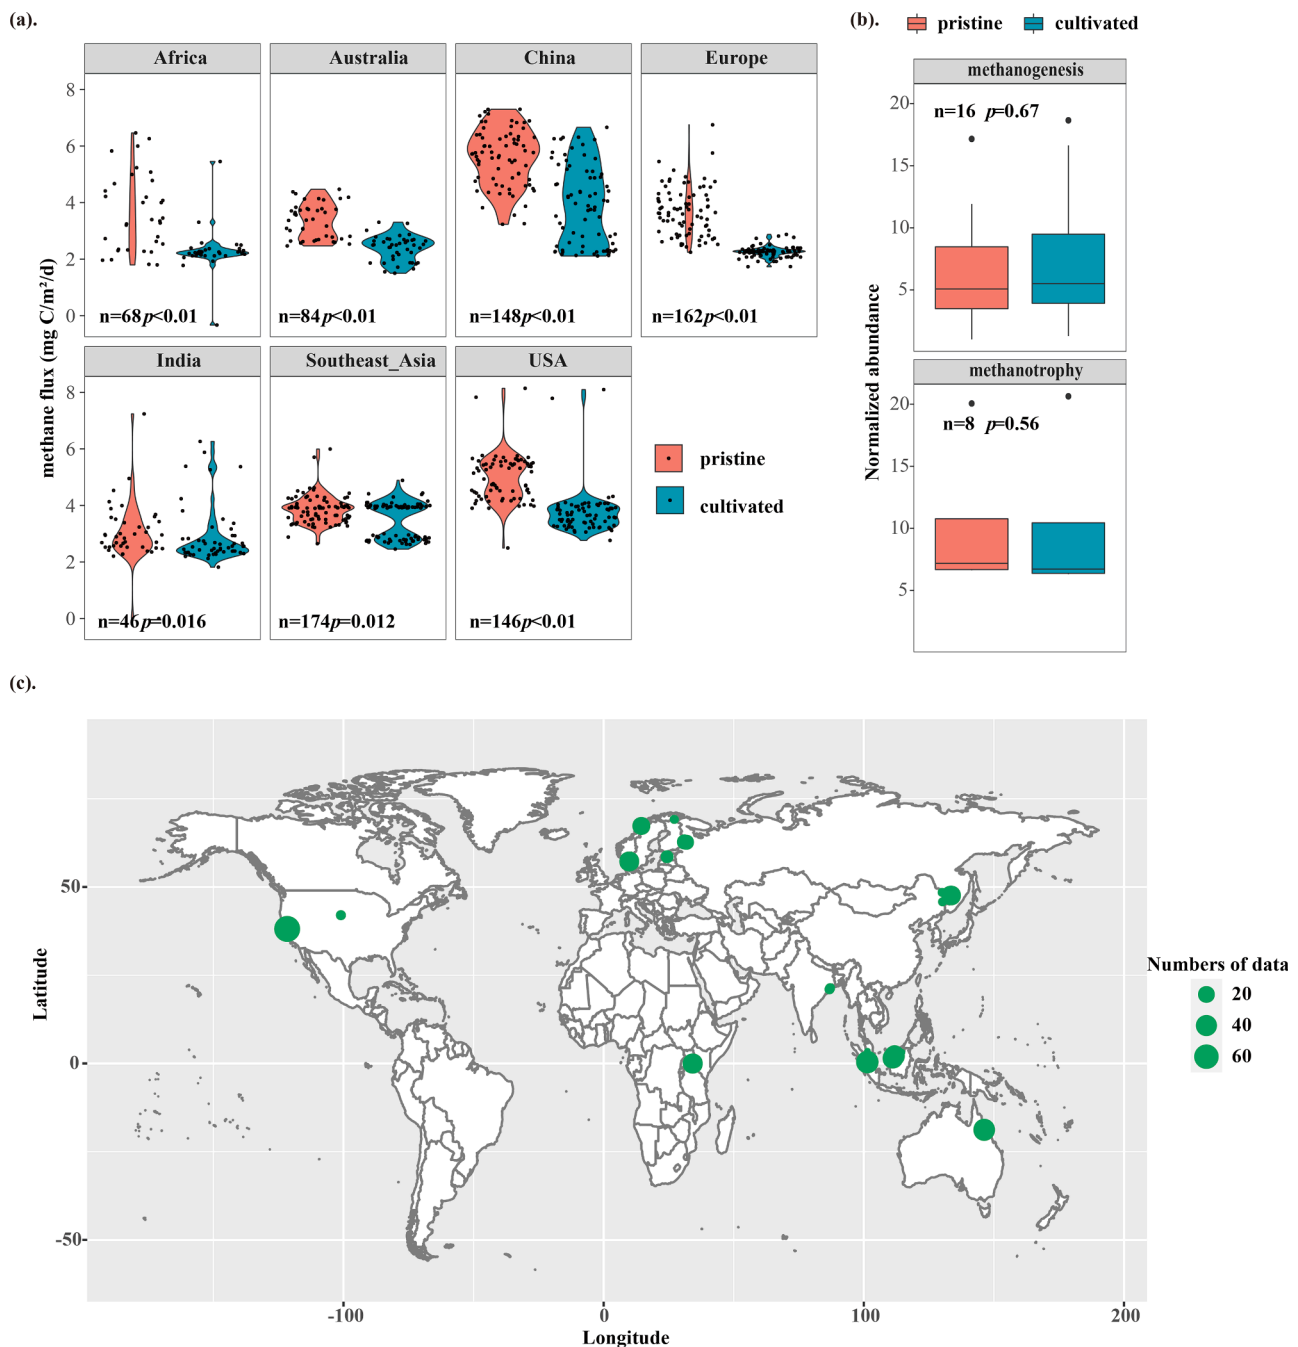 (a).
Africa
Australia
China
Europe
8
6
4
2
0
n=68 p<0.01
n=84 p<0.01
n=148 p<0.01
n=162 p<0.01
India
Southeast_Asia
USA
8
6
4
2
0
n=46 p=0.016
n=174 p=0.012
n=146 p<0.01
methane flux (mg C/m²/d)
pristine
cultivated
(b).
pristine
cultivated
methanogenesis
20
15
10
5
n=16 p=0.67
methanotrophy
20
15
10
5
n=8 p=0.56
Normalized abundance
(c).
50
0
-50
Latitude
-100
0
100
200
Longitude
Numbers of data
20
40
60